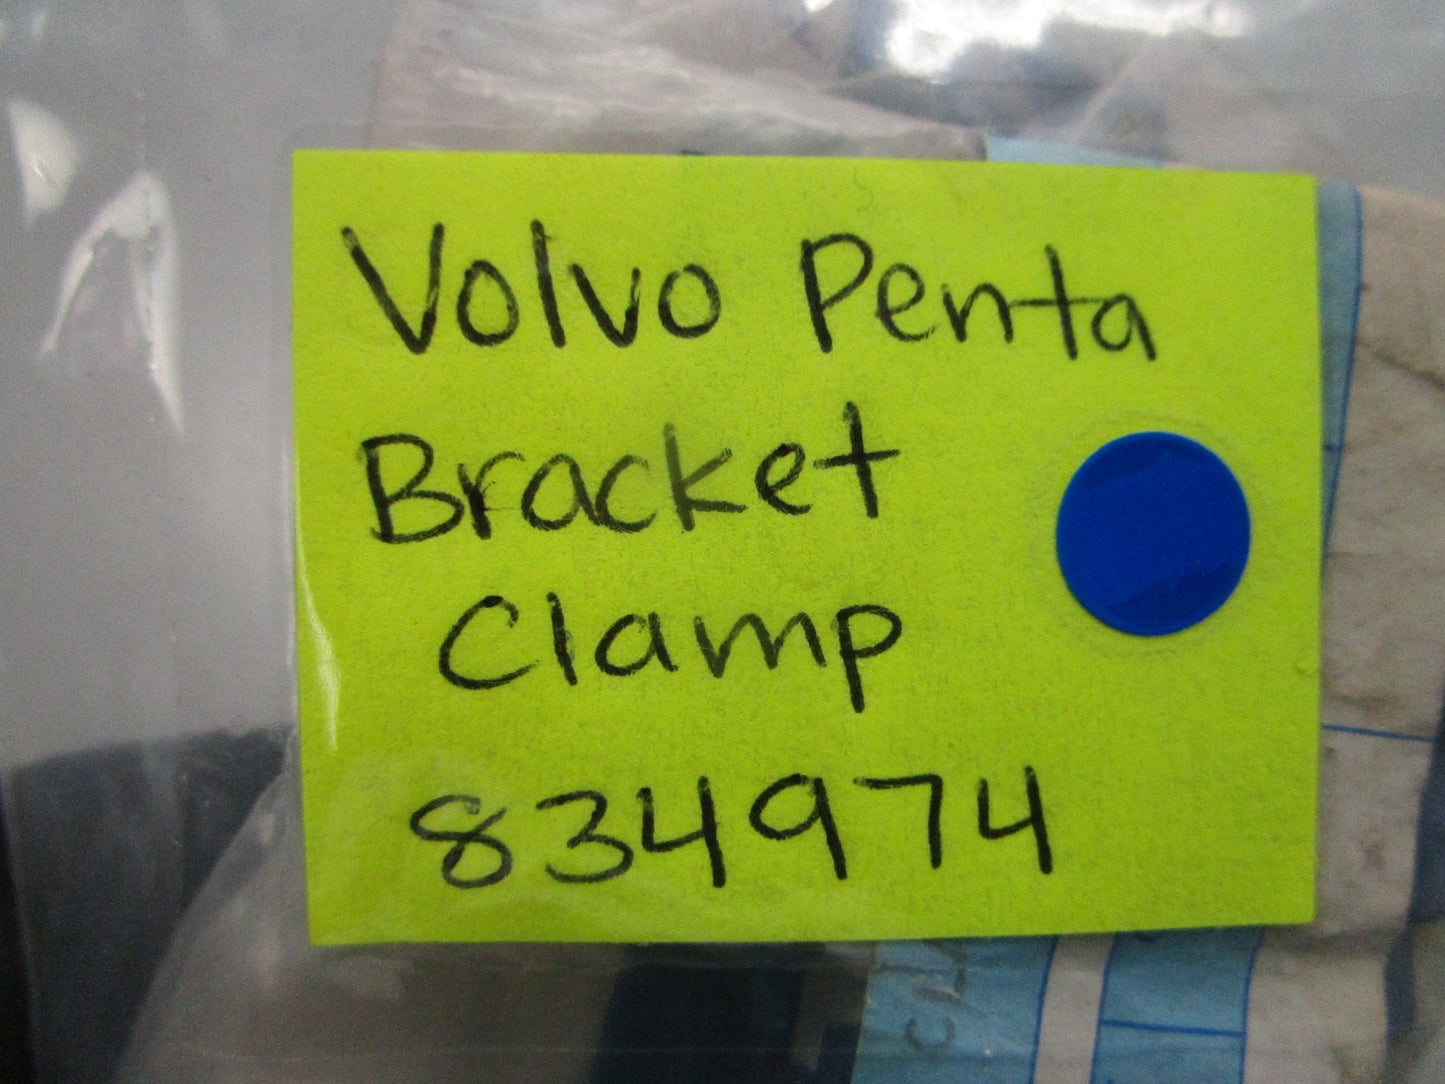 Volvo Penta
Bracket
Clamp
834974